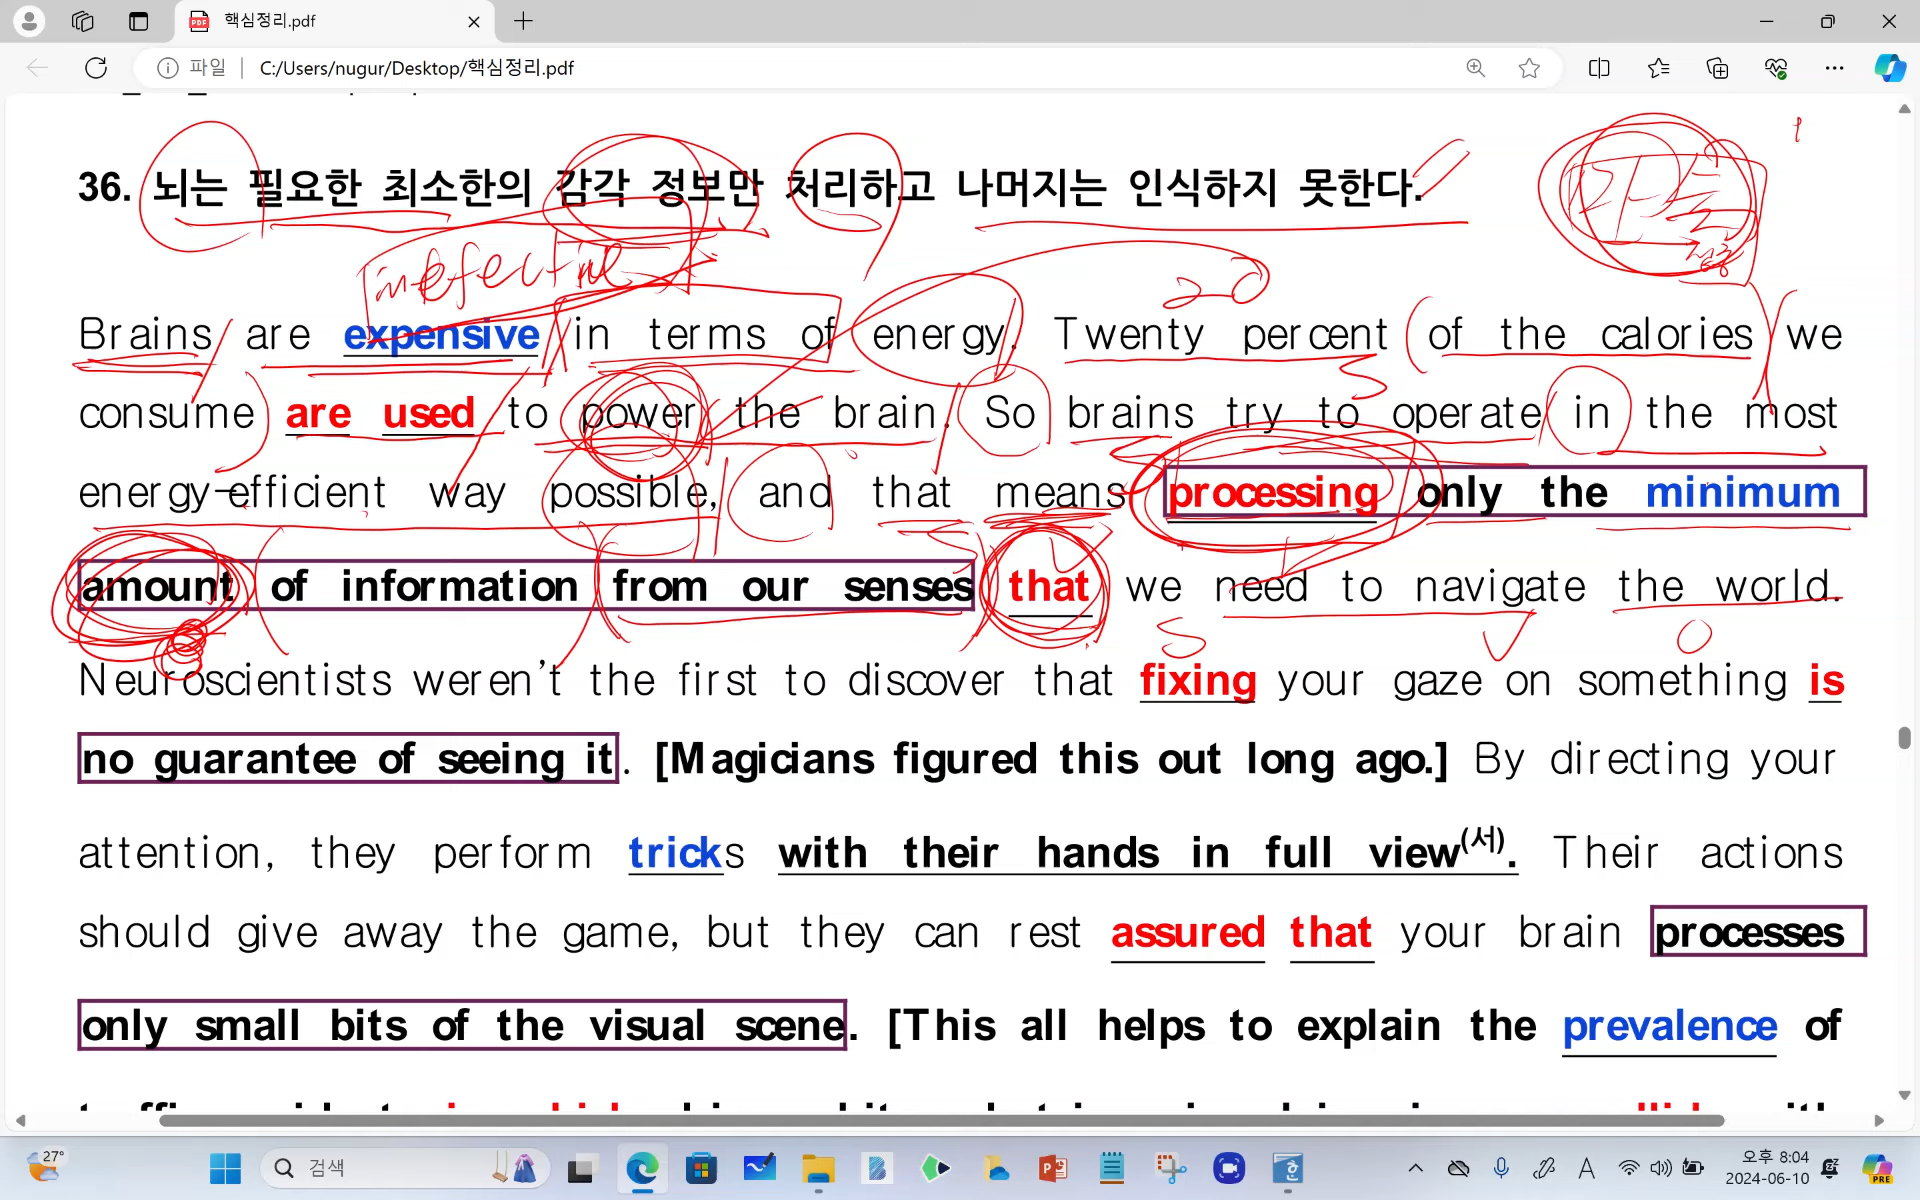 핵심정리.pdf
파일 C:/Users/nugur/Desktop/핵심정리.pdf
36. 뇌는 필요한 최소한의 감각 정보만 처리하고 나머지는 인식하지 못한다.
20
Brains are expensive in terms of energy. Twenty percent of the calories we
consume are used to power the brain. So brains try to operate in the most
energy-efficient way possible, and that means processing only the minimum
amount of information from our senses that we need to navigate the world.
S V O
Neuroscientists weren't the first to discover that fixing your gaze on something is
no guarantee of seeing it. [Magicians figured this out long ago.] By directing your
attention, they perform tricks with their hands in full view(서). Their actions
should give away the game, but they can rest assured that your brain processes
only small bits of the visual scene. [This all helps to explain the prevalence of
27°
검색
A
오후 8:04
2024-06-10
PRE